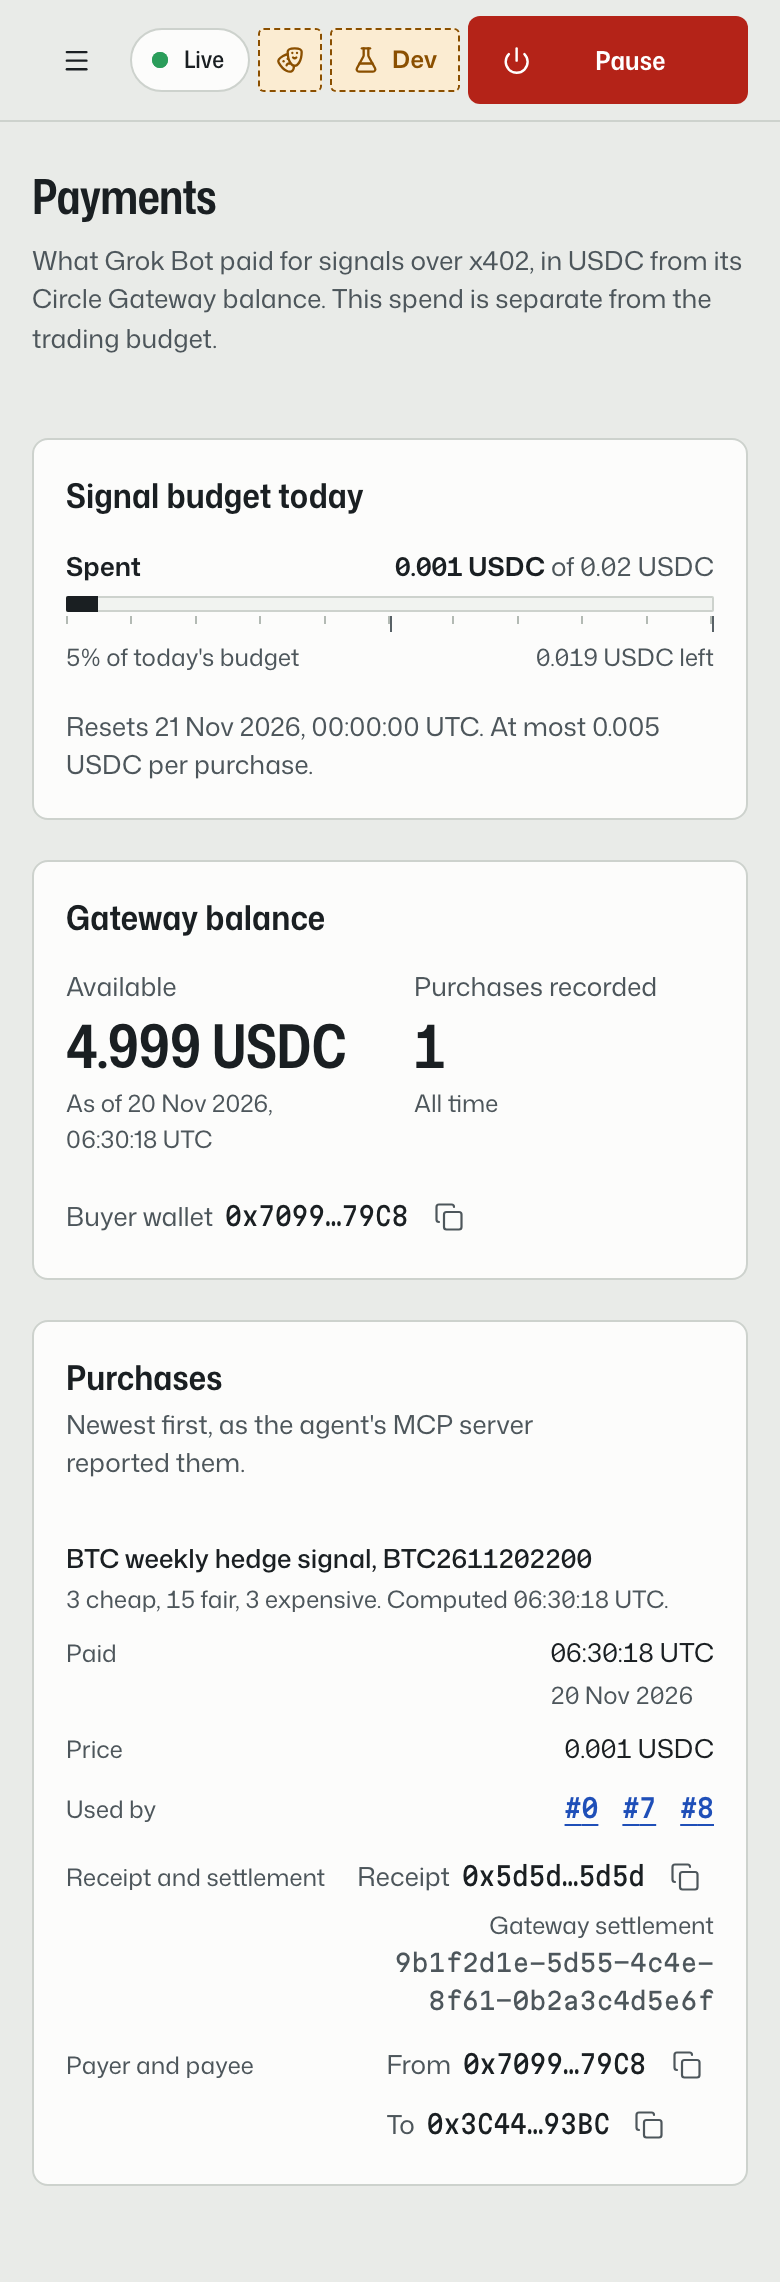 Live
Dev
Pause
Payments
What Grok Bot paid for signals over x402, in USDC from its
Circle Gateway balance. This spend is separate from the
trading budget.
Signal budget today
Spent
0.001 USDC of 0.02 USDC
5% of today's budget
0.019 USDC left
Resets 21 Nov 2026, 00:00:00 UTC. At most 0.005
USDC per purchase.
Gateway balance
Available
4.999 USDC
As of 20 Nov 2026,
06:30:18 UTC
Purchases recorded
1
All time
Buyer wallet 0x7099…79C8
Purchases
Newest first, as the agent's MCP server
reported them.
BTC weekly hedge signal, BTC2611202200
3 cheap, 15 fair, 3 expensive. Computed 06:30:18 UTC.
Paid
06:30:18 UTC
20 Nov 2026
Price
0.001 USDC
Used by
#0 #7 #8
Receipt and settlement
Receipt 0x5d5d…5d5d
Gateway settlement
9b1f2d1e-5d55-4c4e-
8f61-0b2a3c4d5e6f
Payer and payee
From 0x7099…79C8
To 0x3C44…93BC